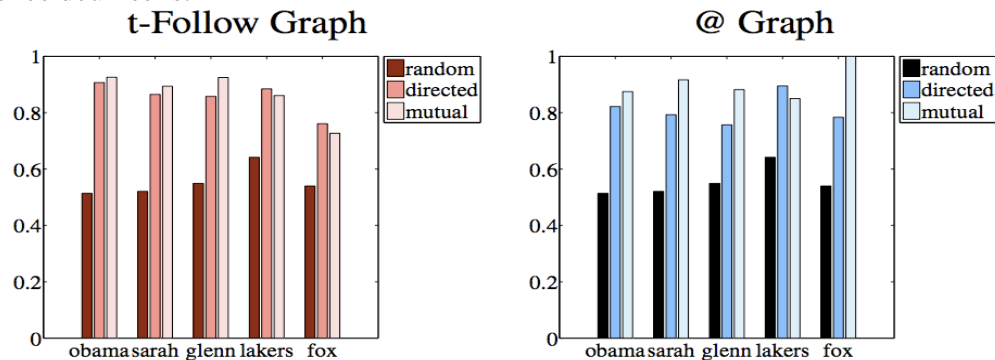 t-Follow Graph
1
0.8
0.6
0.4
0.2
0
obama sarah glenn lakers fox
random
directed
mutual
@ Graph
1
0.8
0.6
0.4
0.2
0
obama sarah glenn lakers fox
random
directed
mutual